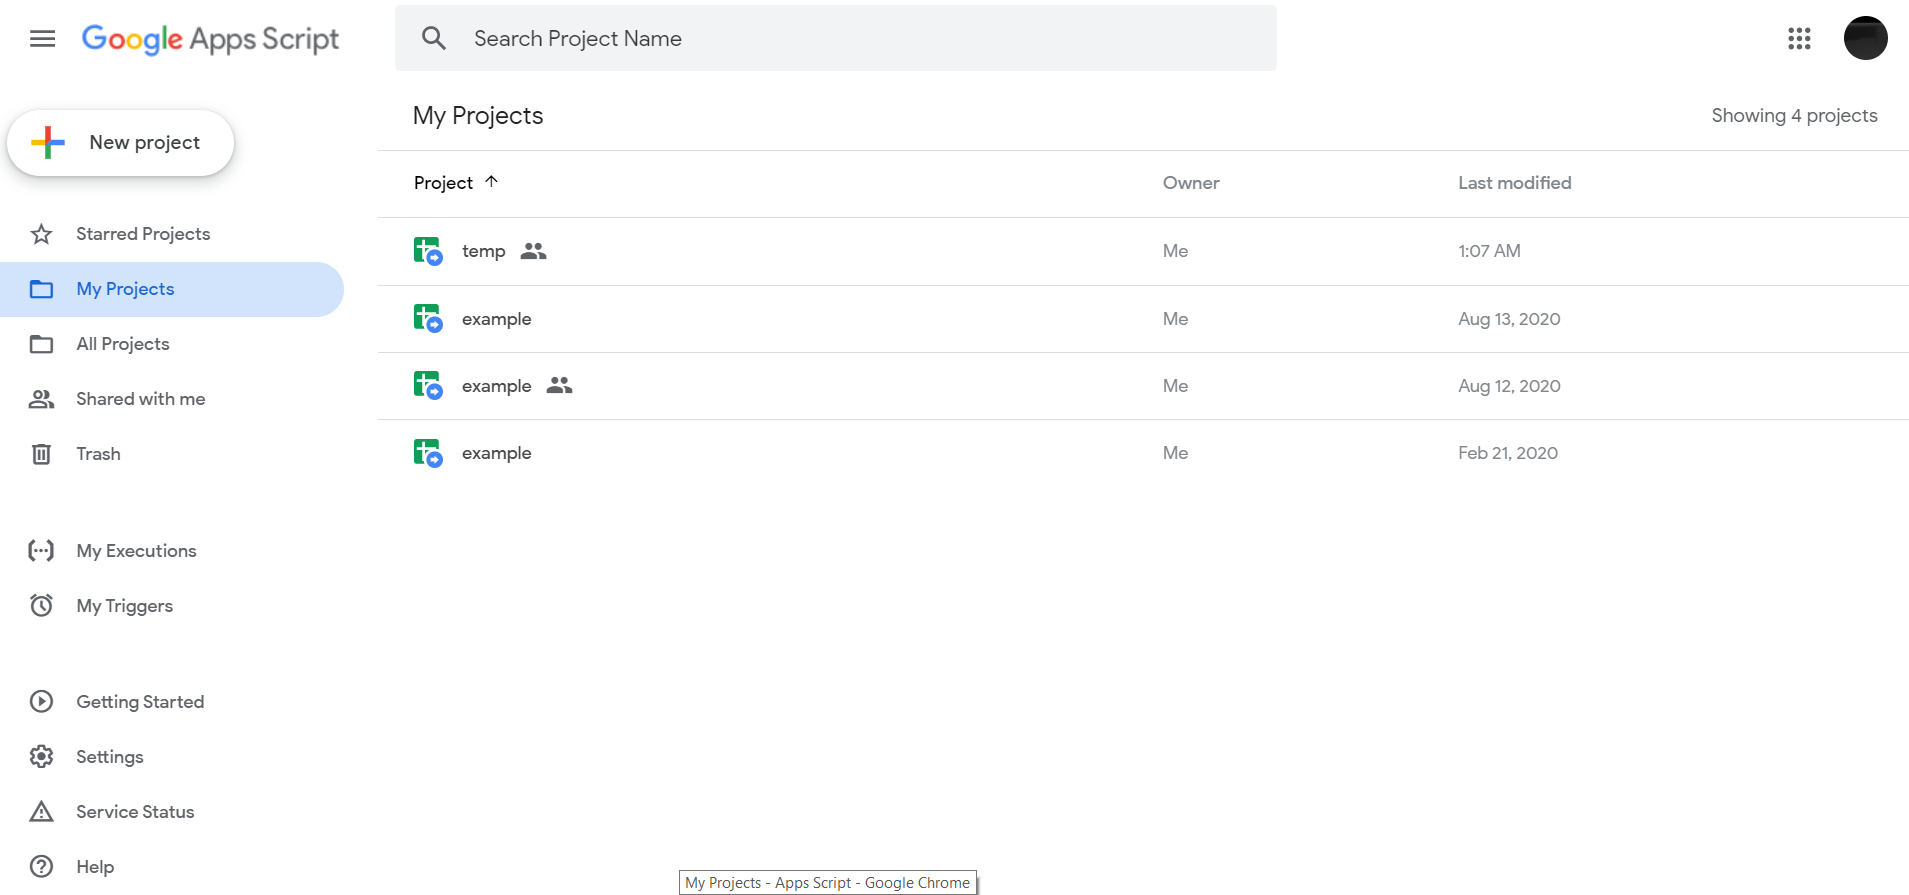 Google Apps Script
Search Project Name
New project
Starred Projects
My Projects
All Projects
Shared with me
Trash
My Executions
My Triggers
Getting Started
Settings
Service Status
Help
My Projects
Showing 4 projects
Project Owner Last modified
temp Me 1:07 AM
example Me Aug 13, 2020
example Me Aug 12, 2020
example Me Feb 21, 2020
My Projects - Apps Script - Google Chrome